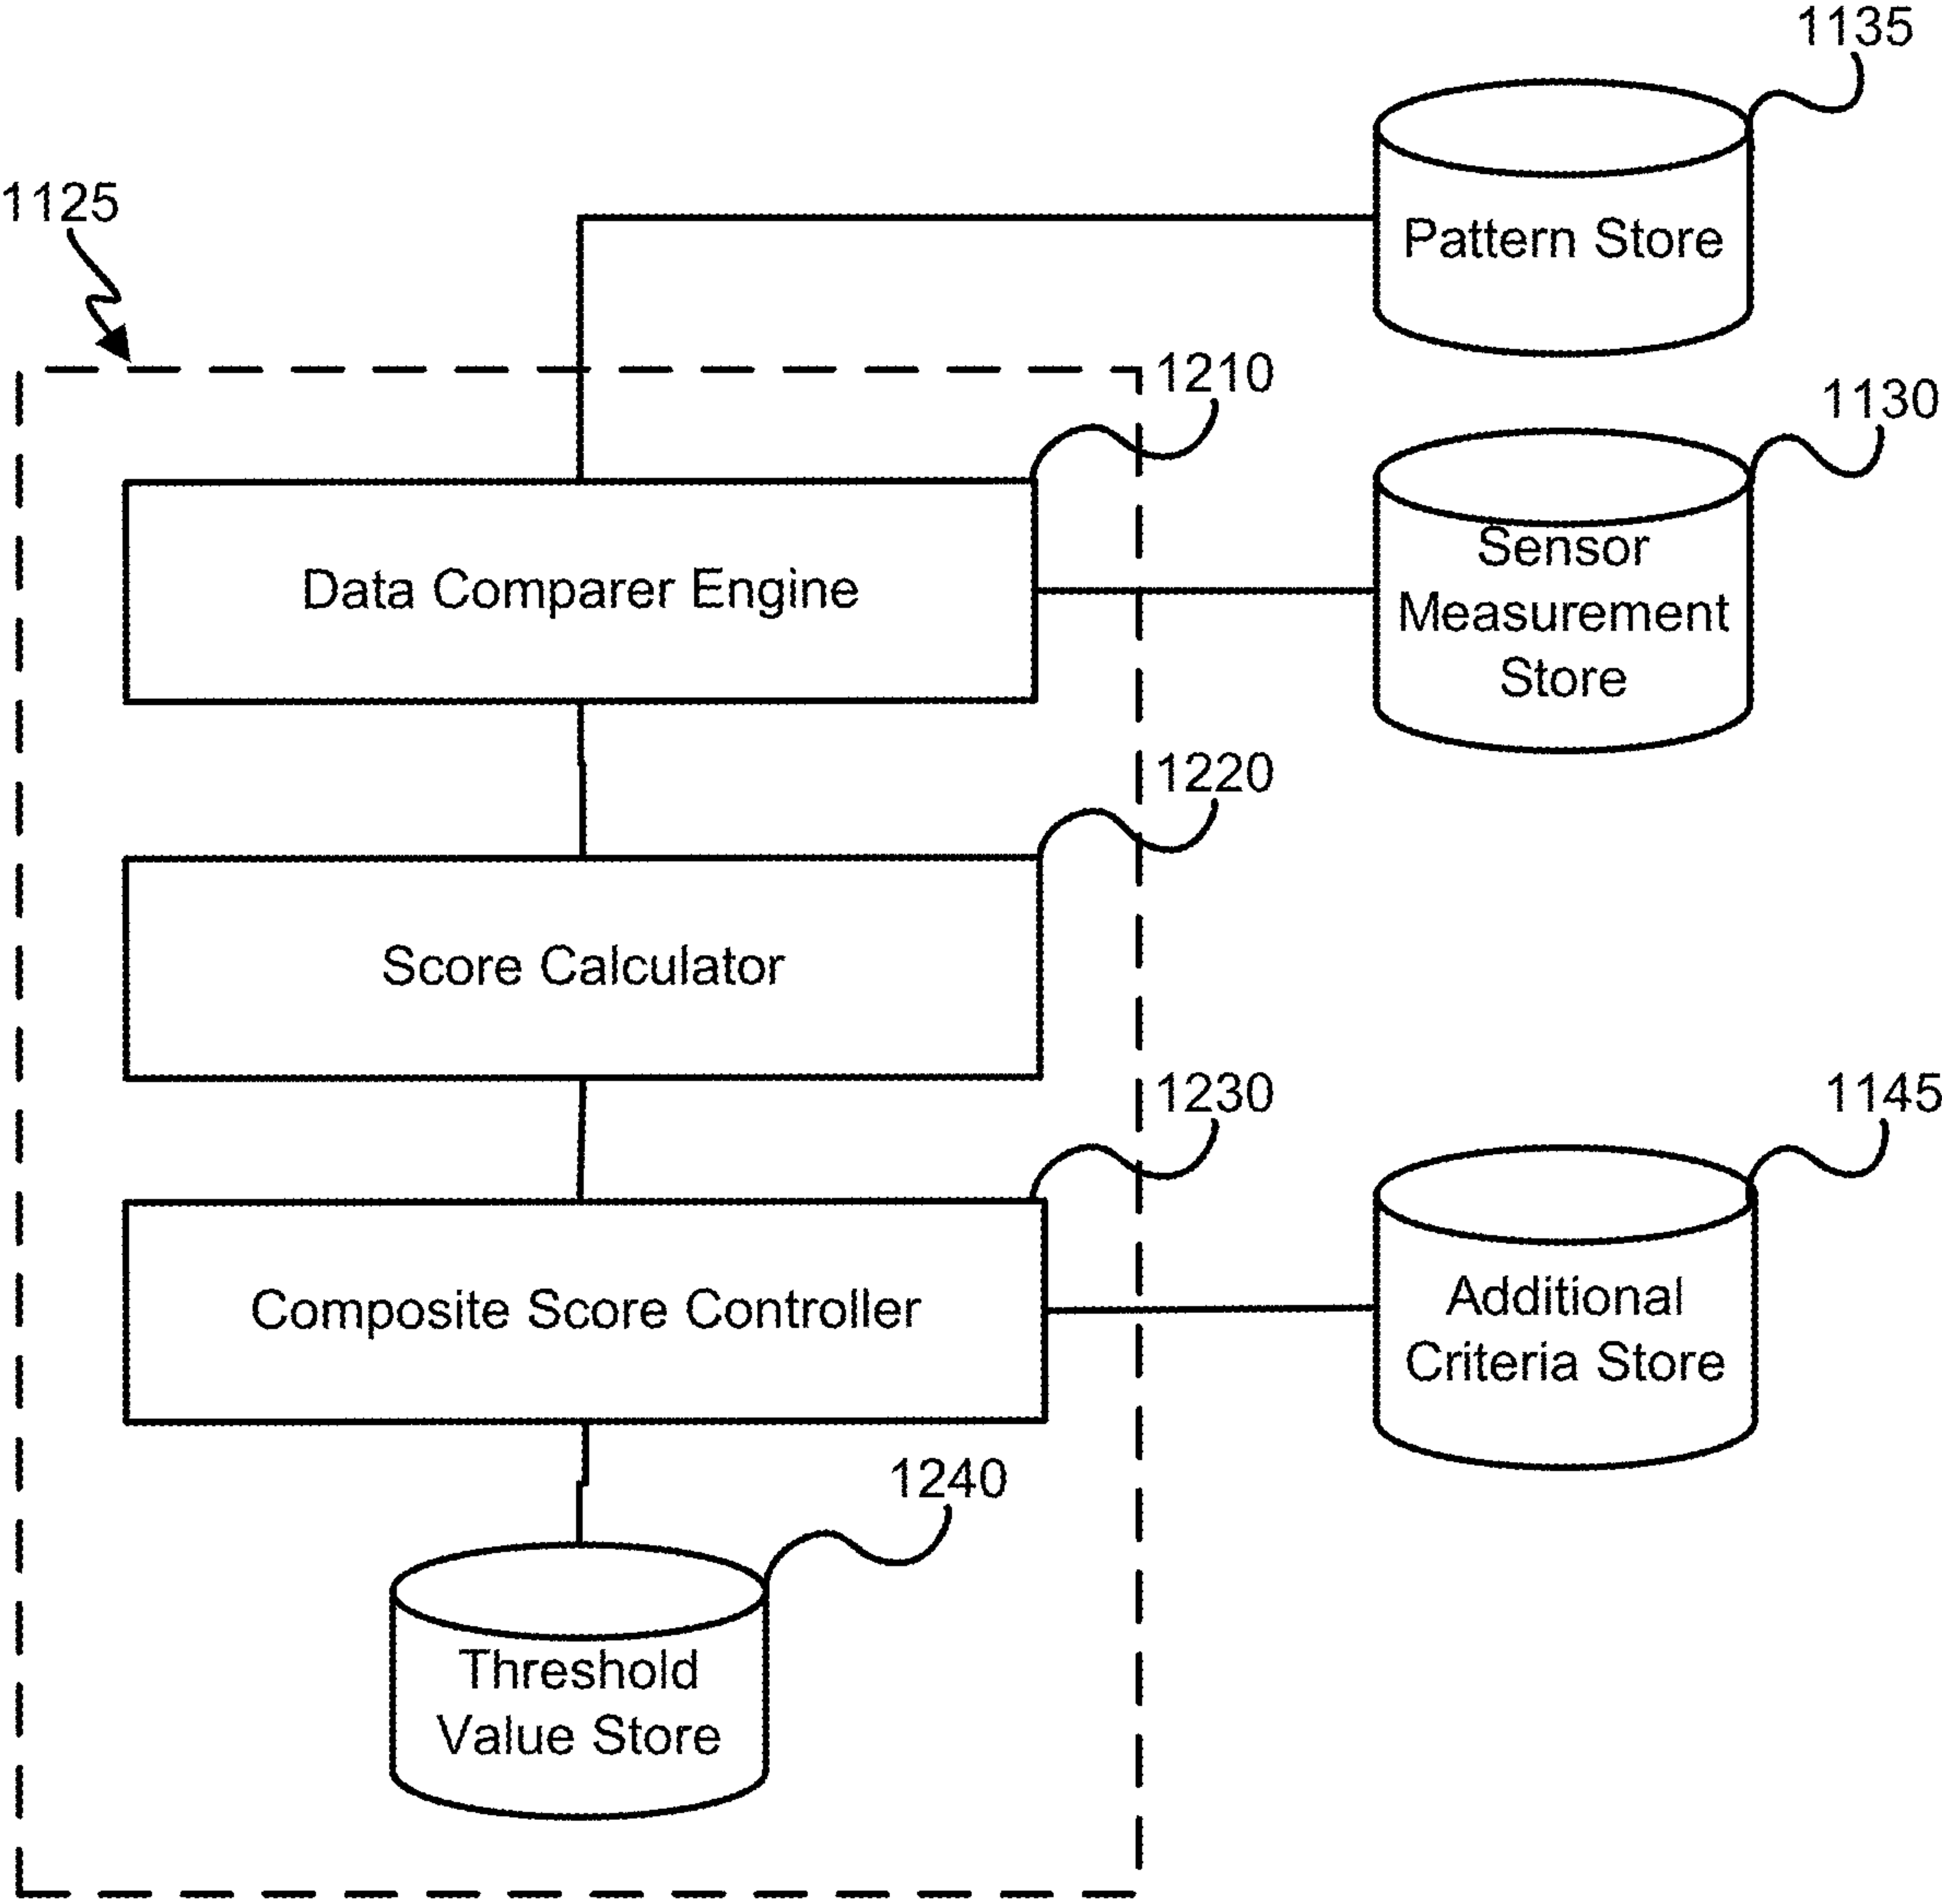 1135
Pattern Store
1125
1210
1130
Data Comparer Engine
Sensor
Measurement
Store
1220
Score Calculator
1230
1145
Composite Score Controller
Additional
Criteria Store
1240
Threshold
Value Store